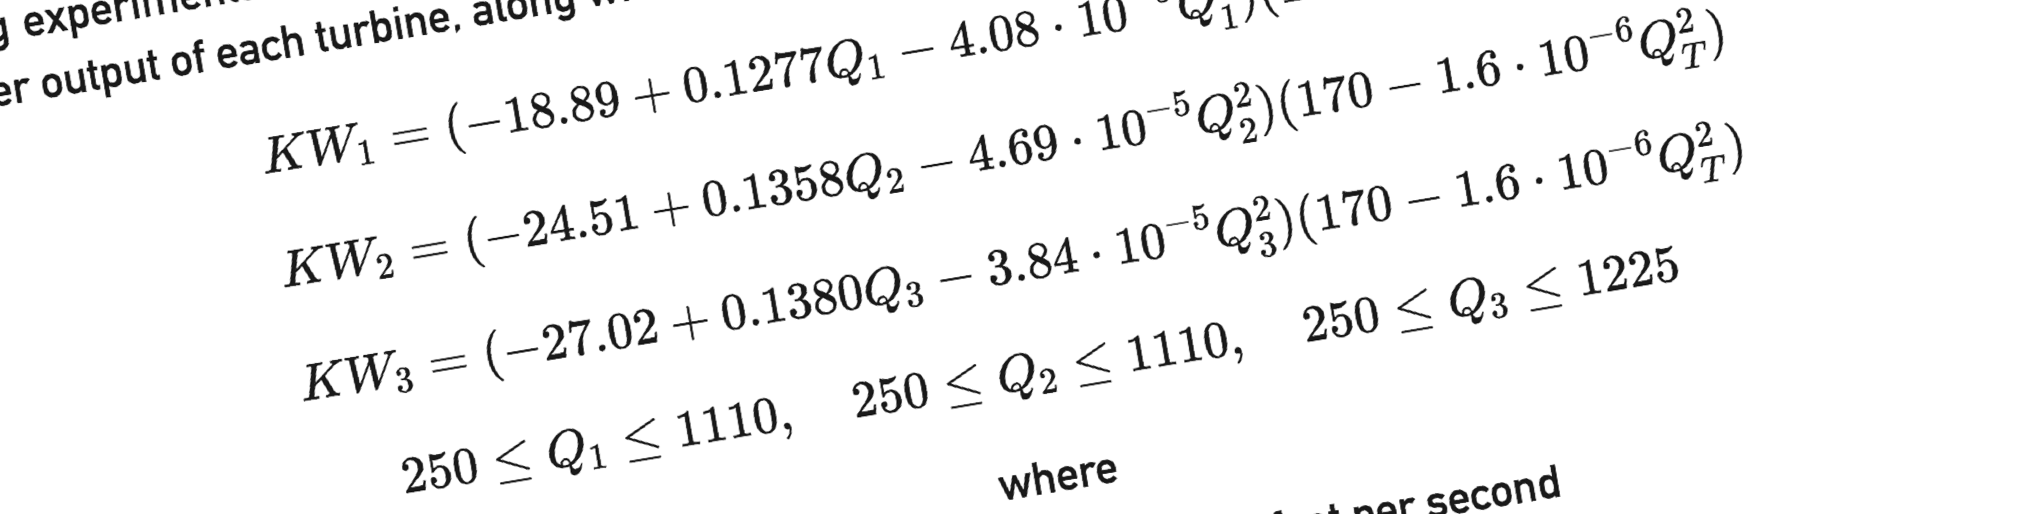 experiment
output of each turbine, along
KW₁ = (−18.89 + 0.1277Q₁ − 4.08 · 10
KW₂ = (−24.51 + 0.1358Q₂ − 4.69 · 10⁻⁵Q₂²)(170 − 1.6 · 10⁻⁶Q_T²)
KW₃ = (−27.02 + 0.1380Q₃ − 3.84 · 10⁻⁵Q₃²)(170 − 1.6 · 10⁻⁶Q_T²)
250 ≤ Q₁ ≤ 1110, 250 ≤ Q₂ ≤ 1110, 250 ≤ Q₃ ≤ 1225
where
per second